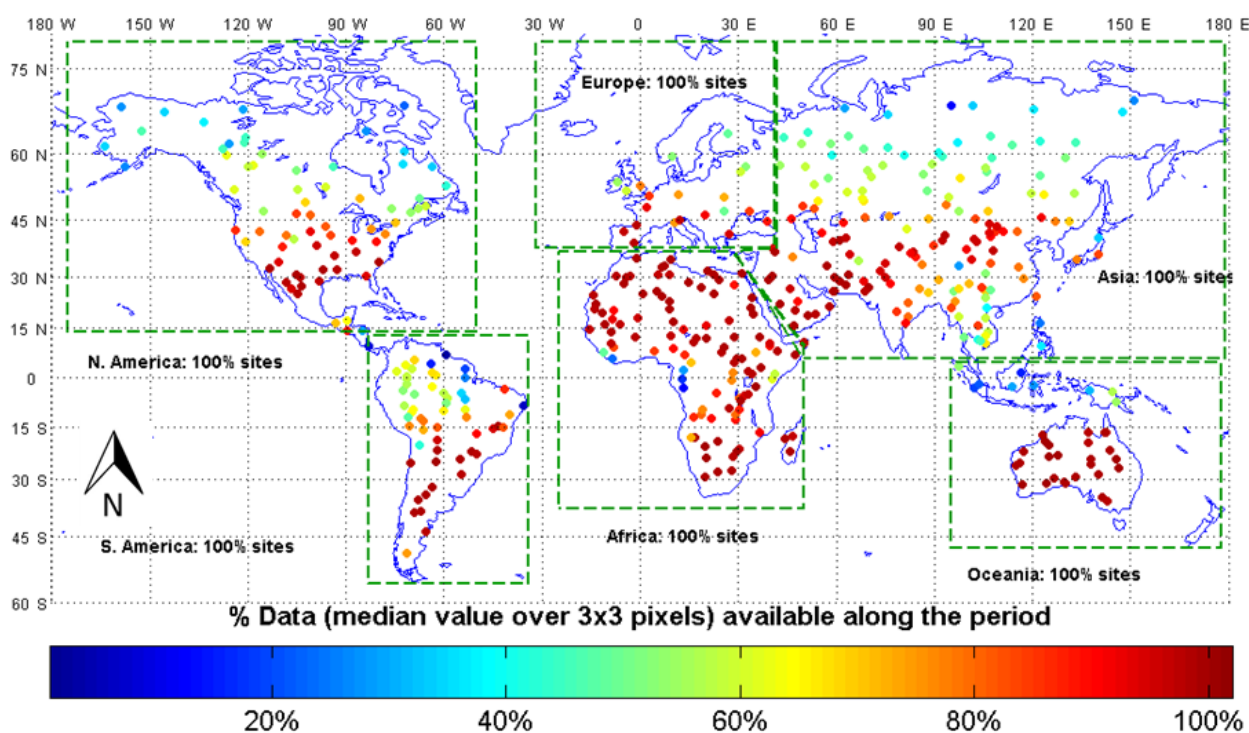 180 W 150 W 120 W 90 W 60 W 30 W 0 30 E 60 E 90 E 120 E 150 E 180 E
75 N
Europe: 100% sites
60 N
45 N
30 N
Asia: 100% sites
15 N
N. America: 100% sites
0
15 S
30 S
N
Africa: 100% sites
45 S
S. America: 100% sites
Oceania: 100% sites
60 S
% Data (median value over 3x3 pixels) available along the period
20% 40% 60% 80% 100%